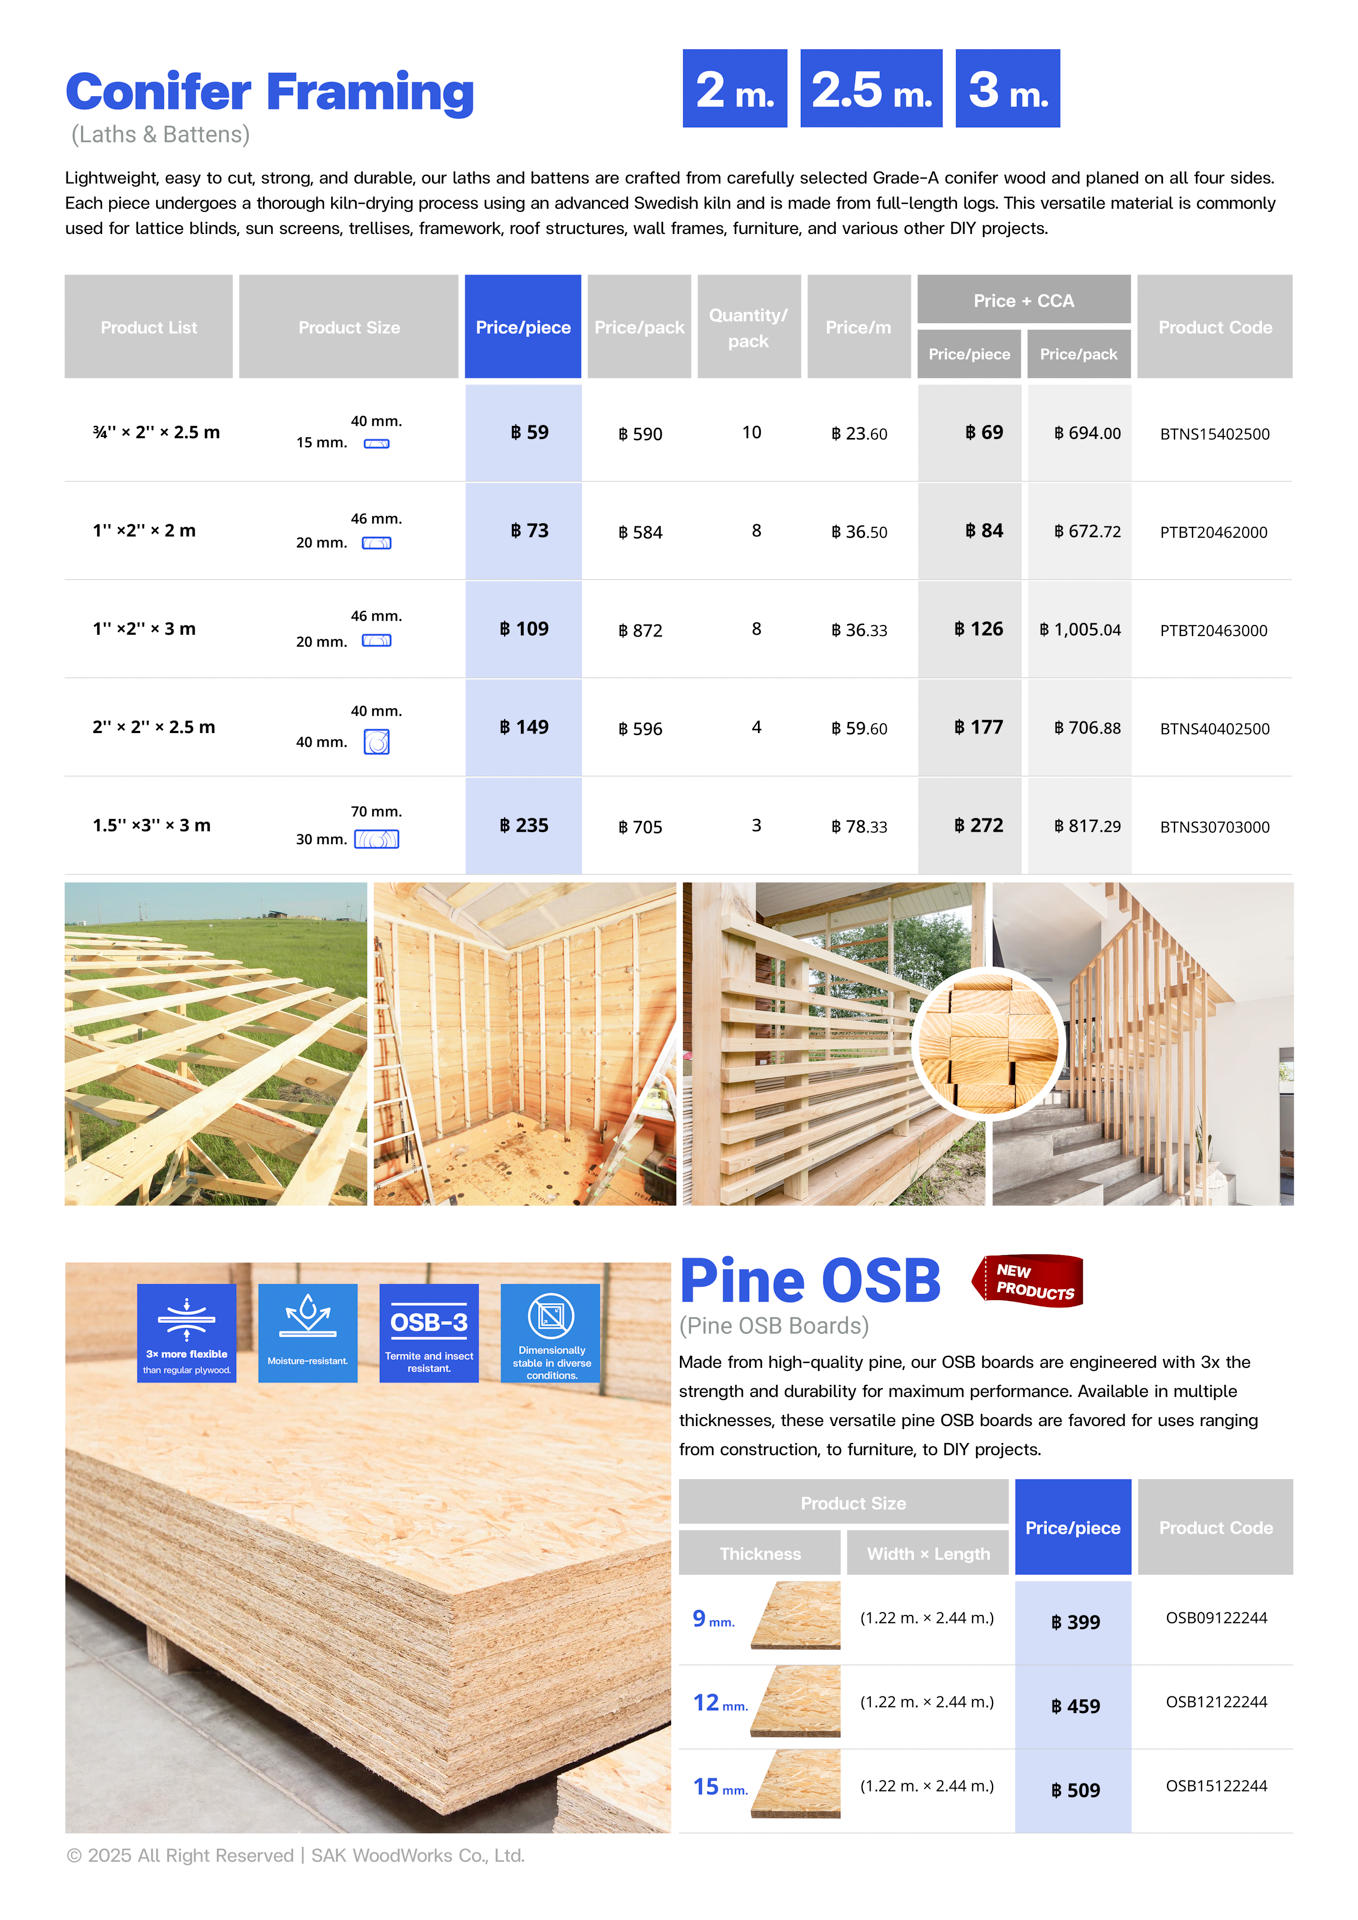 Conifer Framing
(Laths & Battens)
2 m. 2.5 m. 3 m.
Lightweight, easy to cut, strong, and durable, our laths and battens are crafted from carefully selected Grade-A conifer wood and planed on all four sides.
Each piece undergoes a thorough kiln-drying process using an advanced Swedish kiln and is made from full-length logs. This versatile material is commonly
used for lattice blinds, sun screens, trellises, framework, roof structures, wall frames, furniture, and various other DIY projects.
Product List Product Size Price/piece Price/pack Quantity/ pack Price/m Price + CCA Price/piece Price/pack Product Code
¾'' × 2'' × 2.5 m 40 mm. 15 mm. ฿ 59 ฿ 590 10 ฿ 23.60 ฿ 69 ฿ 694.00 BTNS15402500
1'' ×2'' × 2 m 46 mm. 20 mm. ฿ 73 ฿ 584 8 ฿ 36.50 ฿ 84 ฿ 672.72 PTBT20462000
1'' ×2'' × 3 m 46 mm. 20 mm. ฿ 109 ฿ 872 8 ฿ 36.33 ฿ 126 ฿ 1,005.04 PTBT20463000
2'' × 2'' × 2.5 m 40 mm. 40 mm. ฿ 149 ฿ 596 4 ฿ 59.60 ฿ 177 ฿ 706.88 BTNS40402500
1.5'' ×3'' × 3 m 70 mm. 30 mm. ฿ 235 ฿ 705 3 ฿ 78.33 ฿ 272 ฿ 817.29 BTNS30703000
3× more flexible
than regular plywood.
Moisture-resistant.
OSB-3
Termite and insect
resistant.
Dimensionally
stable in diverse
conditions.
Pine OSB
NEW
PRODUCTS
(Pine OSB Boards)
Made from high-quality pine, our OSB boards are engineered with 3x the
strength and durability for maximum performance. Available in multiple
thicknesses, these versatile pine OSB boards are favored for uses ranging
from construction, to furniture, to DIY projects.
Product Size Price/piece Product Code
Thickness Width × Length
9 mm. (1.22 m. × 2.44 m.) ฿ 399 OSB09122244
12 mm. (1.22 m. × 2.44 m.) ฿ 459 OSB12122244
15 mm. (1.22 m. × 2.44 m.) ฿ 509 OSB15122244
© 2025 All Right Reserved | SAK WoodWorks Co., Ltd.